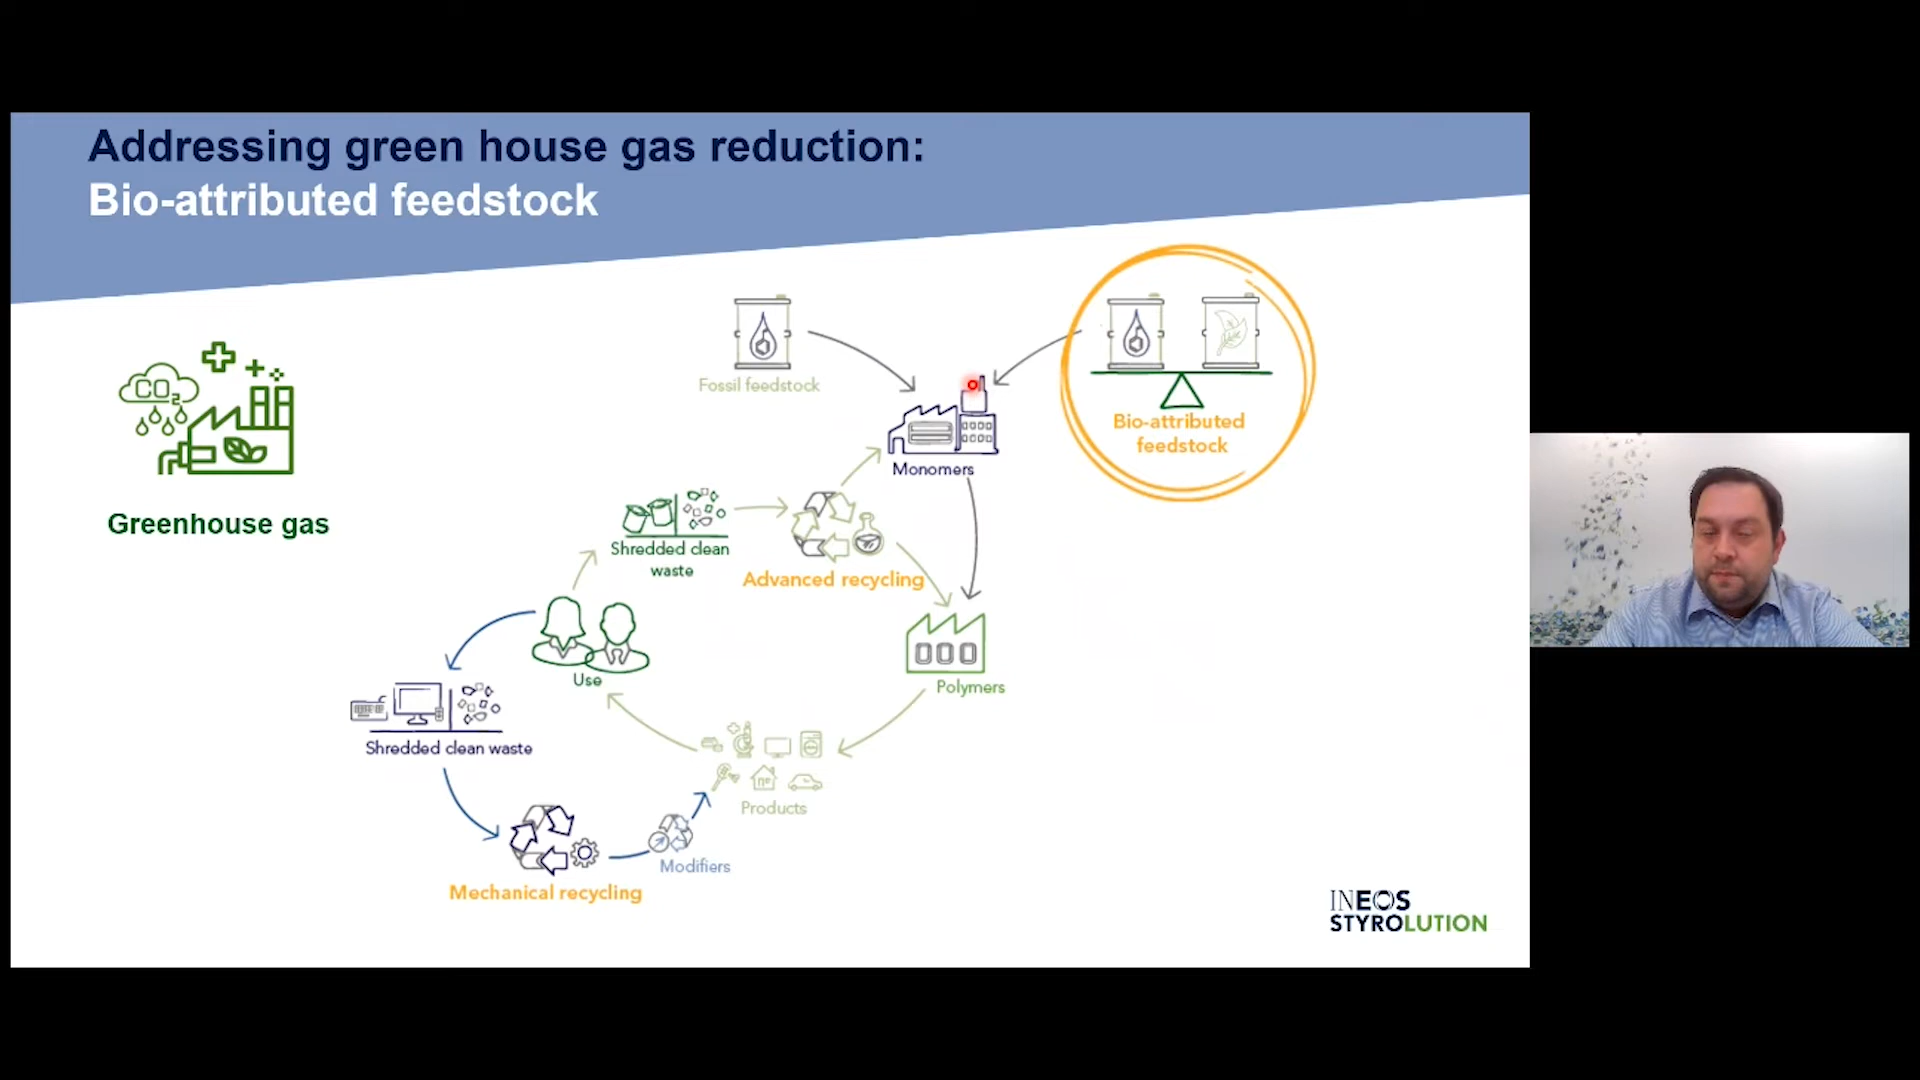 Addressing green house gas reduction:
Bio-attributed feedstock
CO2
Greenhouse gas
Fossil feedstock
Bio-attributed
feedstock
Monomers
Shredded clean
waste
Advanced recycling
Use
Polymers
Shredded clean waste
Products
Modifiers
Mechanical recycling
INEOS
STYROLUTION